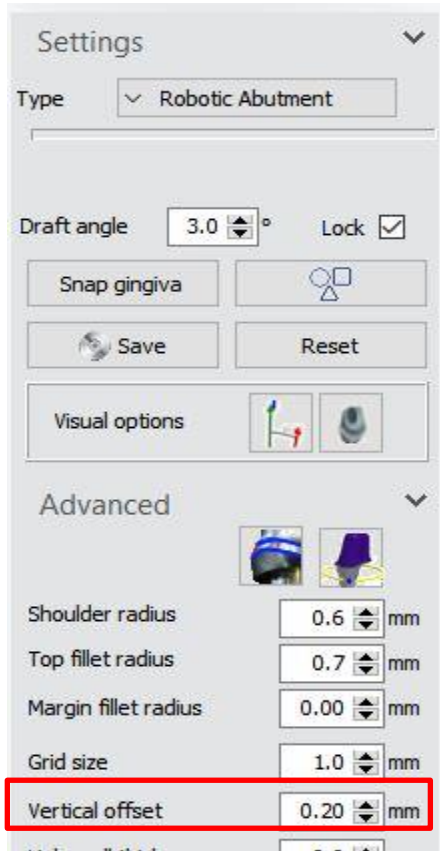 Settings
Type Robotic Abutment
Draft angle 3.0 ° Lock
Snap gingiva
Save Reset
Visual options
Advanced
Shoulder radius 0.6 mm
Top fillet radius 0.7 mm
Margin fillet radius 0.00 mm
Grid size 1.0 mm
Vertical offset 0.20 mm